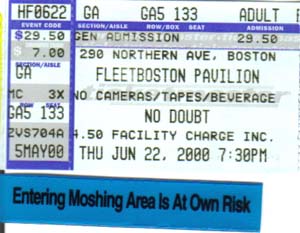 HF0622 GA GA5 133 ADULT
EVENT CODE SECTION/AISLE ROW/BOX SEAT ADMISSION
$29.50 GEN ADMISSION 29.50
7.00 290 NORTHERN AVE, BOSTON
SECTION/AISLE
GA FLEETBOSTON PAVILION
MC 3X NO CAMERAS/TAPES/BEVERAGE
GA5 133 NO DOUBT
2VS704A 4.50 FACILITY CHARGE INC.
5MAY00 THU JUN 22, 2000 7:30PM
Entering Moshing Area Is At Own Risk